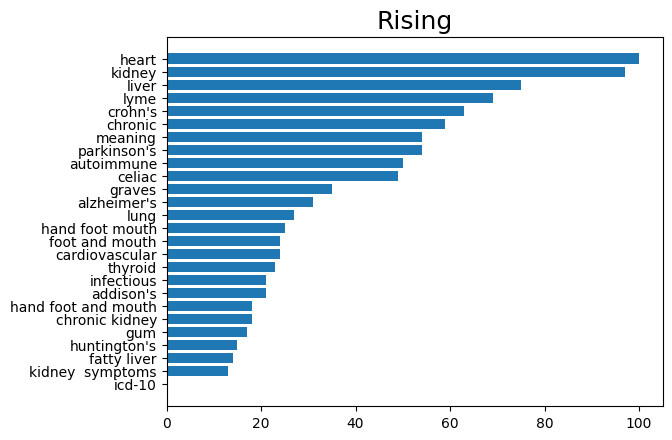 Rising
heart
kidney
liver
lyme
crohn's
chronic
meaning
parkinson's
autoimmune
celiac
graves
alzheimer's
lung
hand foot mouth
foot and mouth
cardiovascular
thyroid
infectious
addison's
hand foot and mouth
chronic kidney
gum
huntington's
fatty liver
kidney  symptoms
icd-10
0 20 40 60 80 100